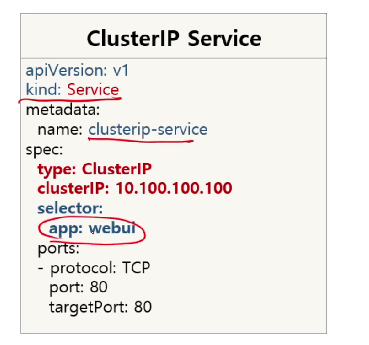 ClusterIP Service
apiVersion: v1
kind: Service
metadata:
  name: clusterip-service
spec:
  type: ClusterIP
  clusterIP: 10.100.100.100
  selector:
    app: webui
  ports:
  - protocol: TCP
    port: 80
    targetPort: 80